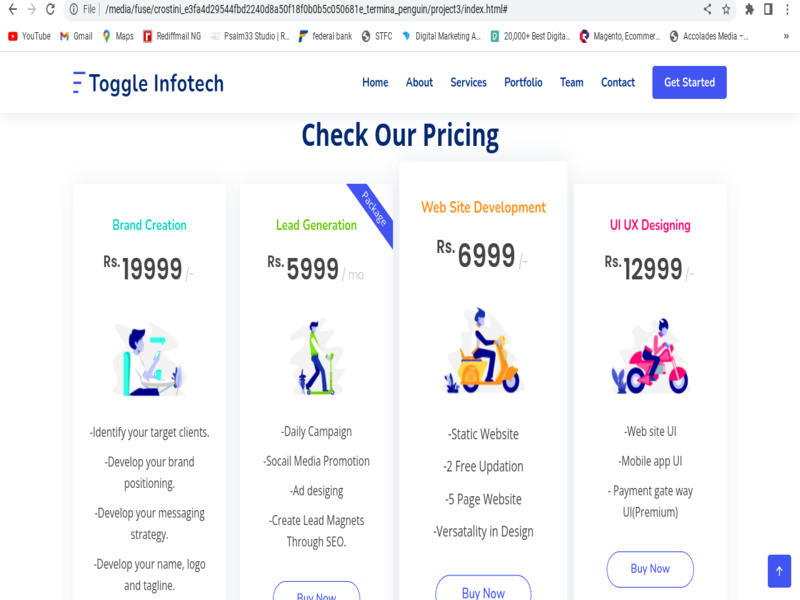 File /media/fuse/crostini_e3fa4d29544fbd2240d8a50f18f0b0b5c050681e_termina_penguin/project3/index.html#
YouTube Gmail Maps Rediffmail NG Psalm33 Studio | R... federal bank STFC Digital Marketing A... 20,000+ Best Digita... Magento, Ecommer... Accolades Media –... »
Toggle Infotech Home About Services Portfolio Team Contact Get Started
Check Our Pricing
Brand Creation
Rs.19999 /-
-Identify your target clients.
-Develop your brand
positioning.
-Develop your messaging
strategy.
-Develop your name, logo
and tagline.
Package
Lead Generation
Rs.5999 / mo
-Daily Campaign
-Socail Media Promotion
-Ad desiging
-Create Lead Magnets
Through SEO.
Buy Now
Web Site Development
Rs.6999 /-
-Static Website
-2 Free Updation
-5 Page Website
-Versatality in Design
Buy Now
UI UX Designing
Rs.12999 /-
-Web site UI
-Mobile app UI
- Payment gate way
UI(Premium)
Buy Now